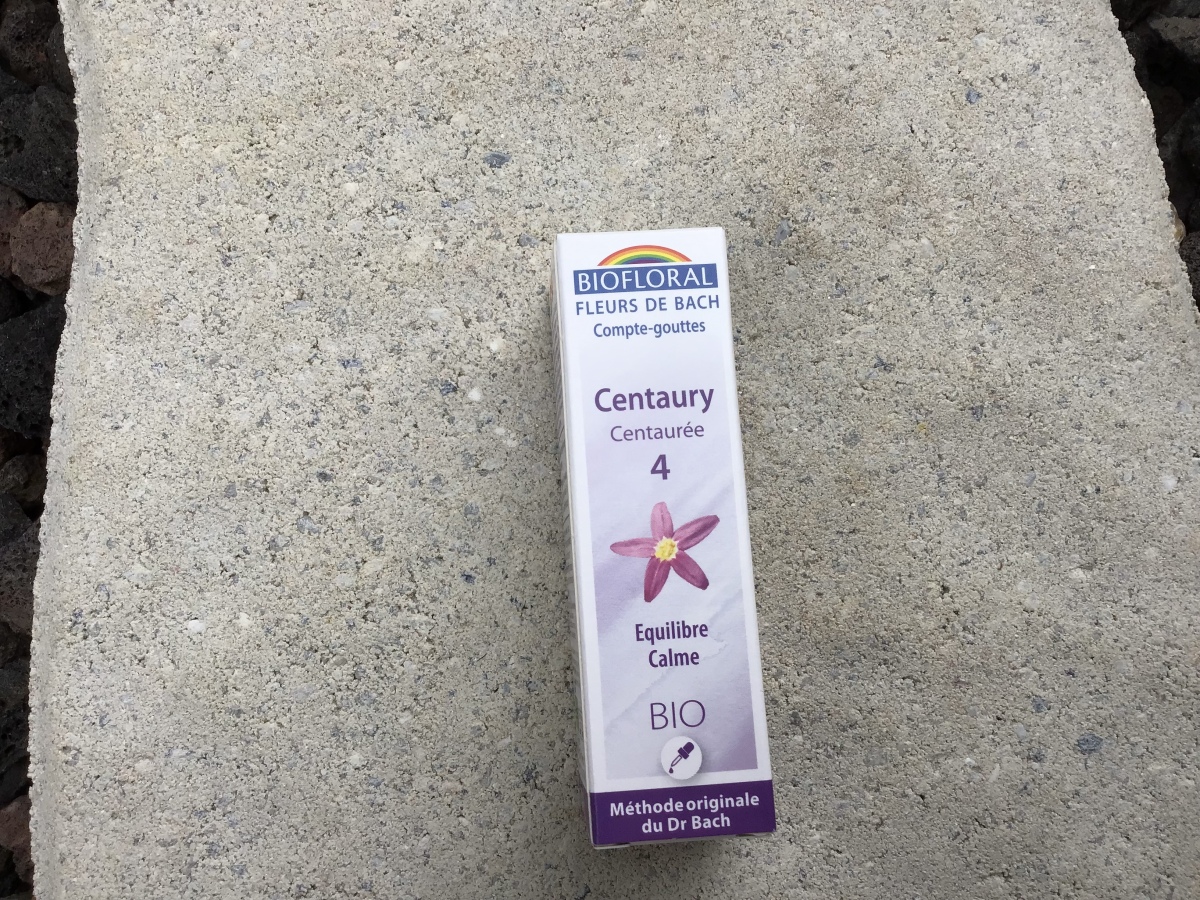 BIOFLORAL
FLEURS DE BACH
Compte-gouttes
Centaury
Centaurée
4
Equilibre
Calme
BIO
Méthode originale
du Dr Bach